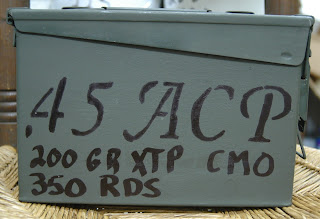 .45 ACP
200 GR XTP CMO
350 RDS